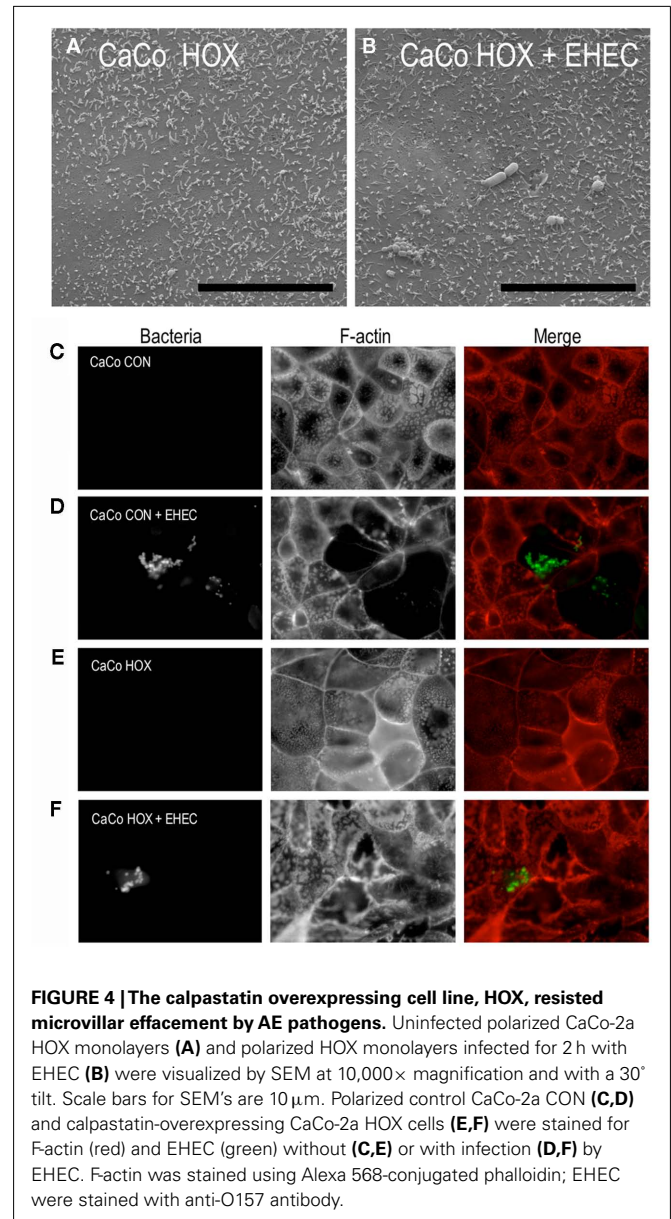 A CaCo HOX
B CaCo HOX + EHEC
Bacteria F-actin Merge
C CaCo CON
D CaCo CON + EHEC
E CaCo HOX
F CaCo HOX + EHEC
FIGURE 4 | The calpastatin overexpressing cell line, HOX, resisted
microvillar effacement by AE pathogens. Uninfected polarized CaCo-2a
HOX monolayers (A) and polarized HOX monolayers infected for 2 h with
EHEC (B) were visualized by SEM at 10,000× magnification and with a 30°
tilt. Scale bars for SEM's are 10 μm. Polarized control CaCo-2a CON (C,D)
and calpastatin-overexpressing CaCo-2a HOX cells (E,F) were stained for
F-actin (red) and EHEC (green) without (C,E) or with infection (D,F) by
EHEC. F-actin was stained using Alexa 568-conjugated phalloidin; EHEC
were stained with anti-O157 antibody.